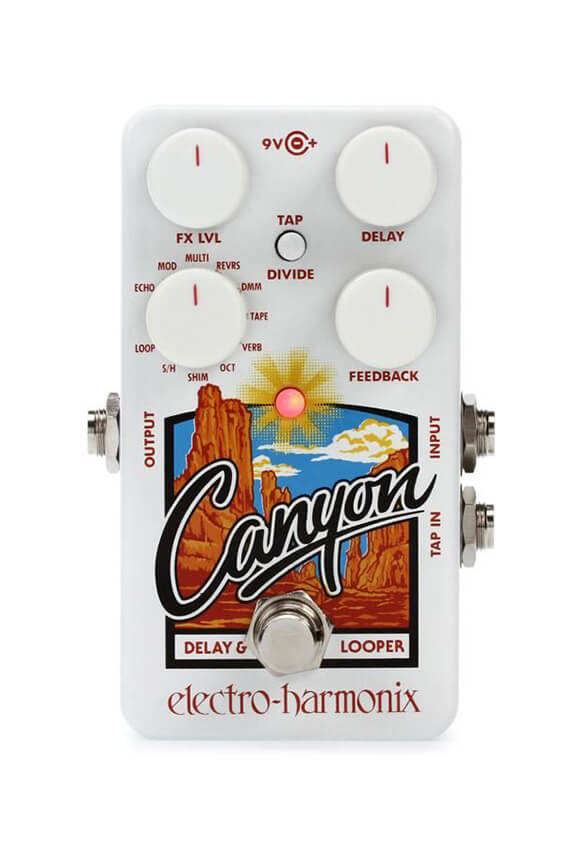 9V
+
FX LVL
TAP
DELAY
DIVIDE
MULTI
MOD
REVRS
ECHO
DMM
TAPE
LOOP
VERB
S/H
OCT
SHIM
FEEDBACK
OUTPUT
INPUT
TAP IN
Canyon
DELAY &
LOOPER
electro-harmonix